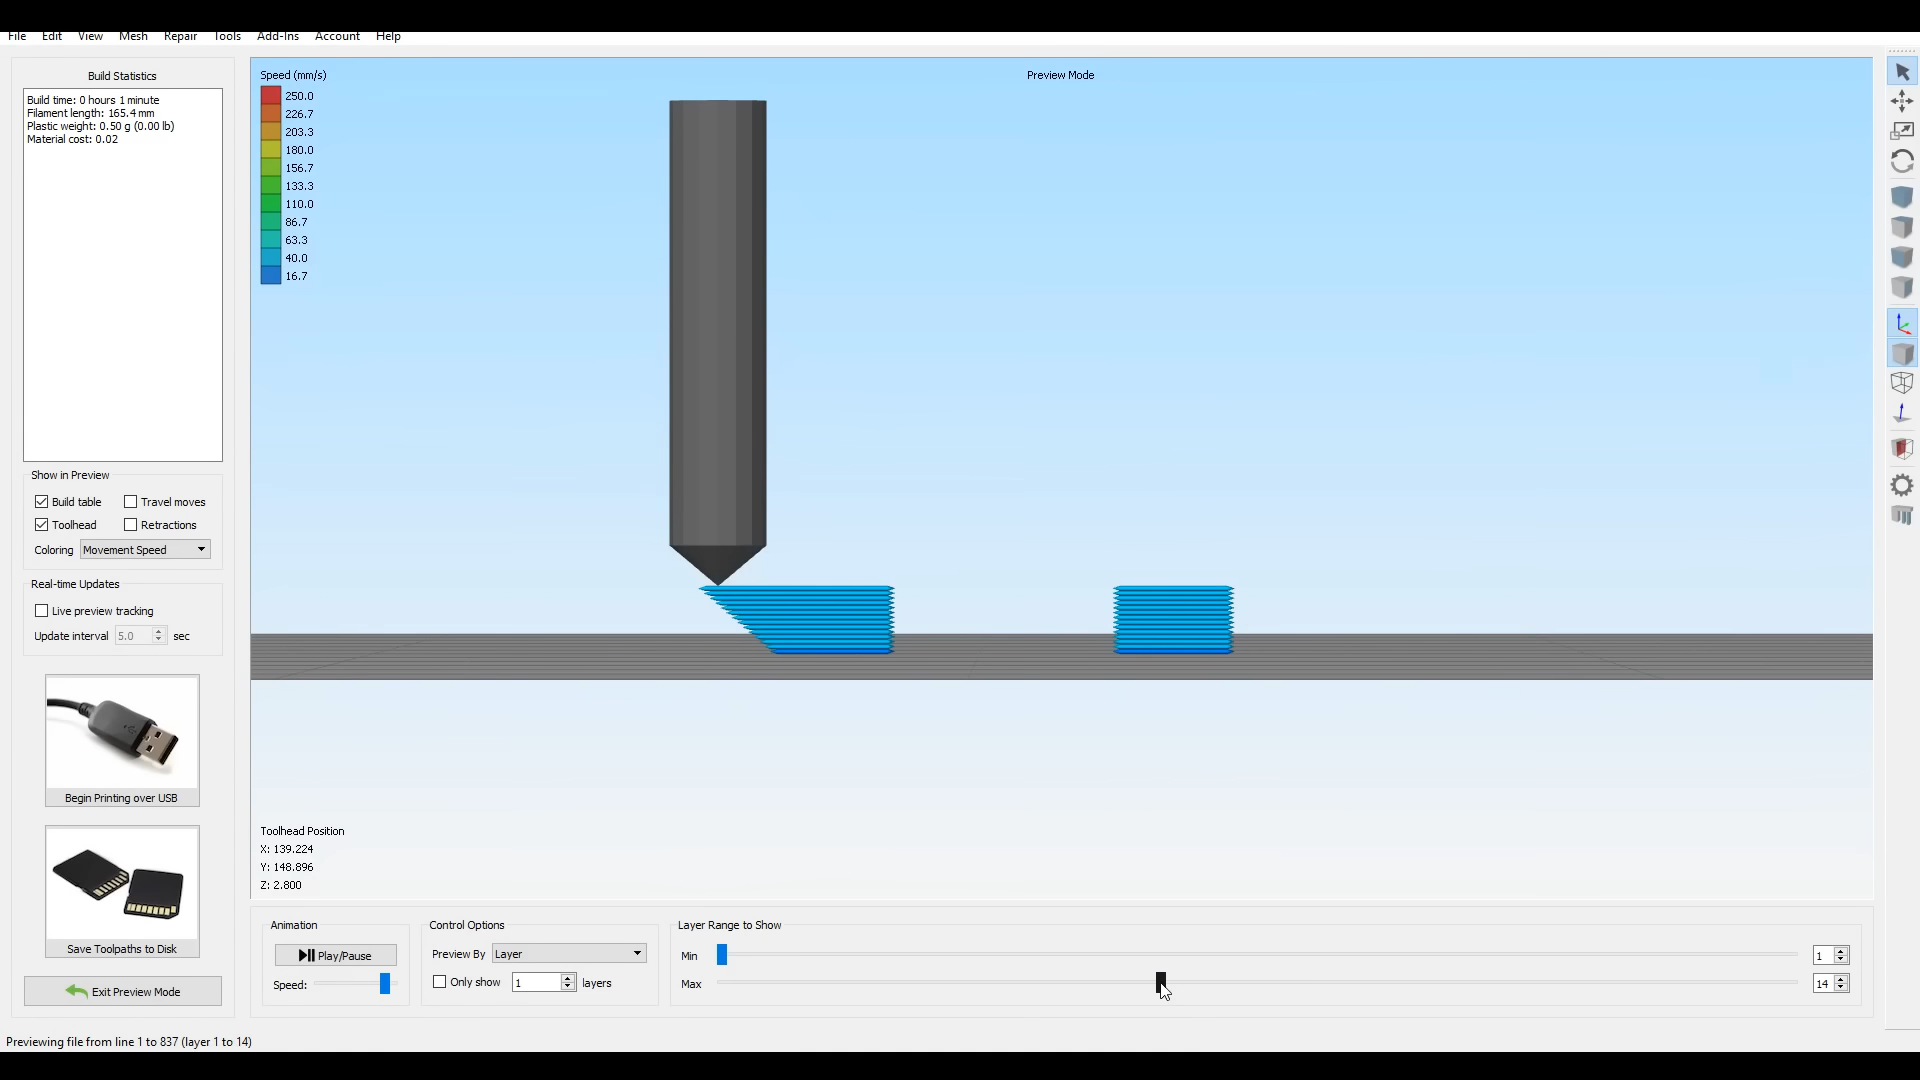 File Edit View Mesh Repair Tools Add-Ins Account Help
Build Statistics
Build time: 0 hours 1 minute
Filament length: 165.4 mm
Plastic weight: 0.50 g (0.00 lb)
Material cost: 0.02
Show in Preview
Build table Travel moves
Toolhead Retractions
Coloring Movement Speed
Real-time Updates
Live preview tracking
Update interval 5.0 sec
Begin Printing over USB
Save Toolpaths to Disk
Exit Preview Mode
Speed (mm/s)
250.0
226.7
203.3
180.0
156.7
133.3
110.0
86.7
63.3
40.0
16.7
Preview Mode
Toolhead Position
X: 139.224
Y: 148.896
Z: 2.800
Animation
Play/Pause
Speed:
Control Options
Preview By Layer
Only show 1 layers
Layer Range to Show
Min 1
Max 14
Previewing file from line 1 to 837 (layer 1 to 14)